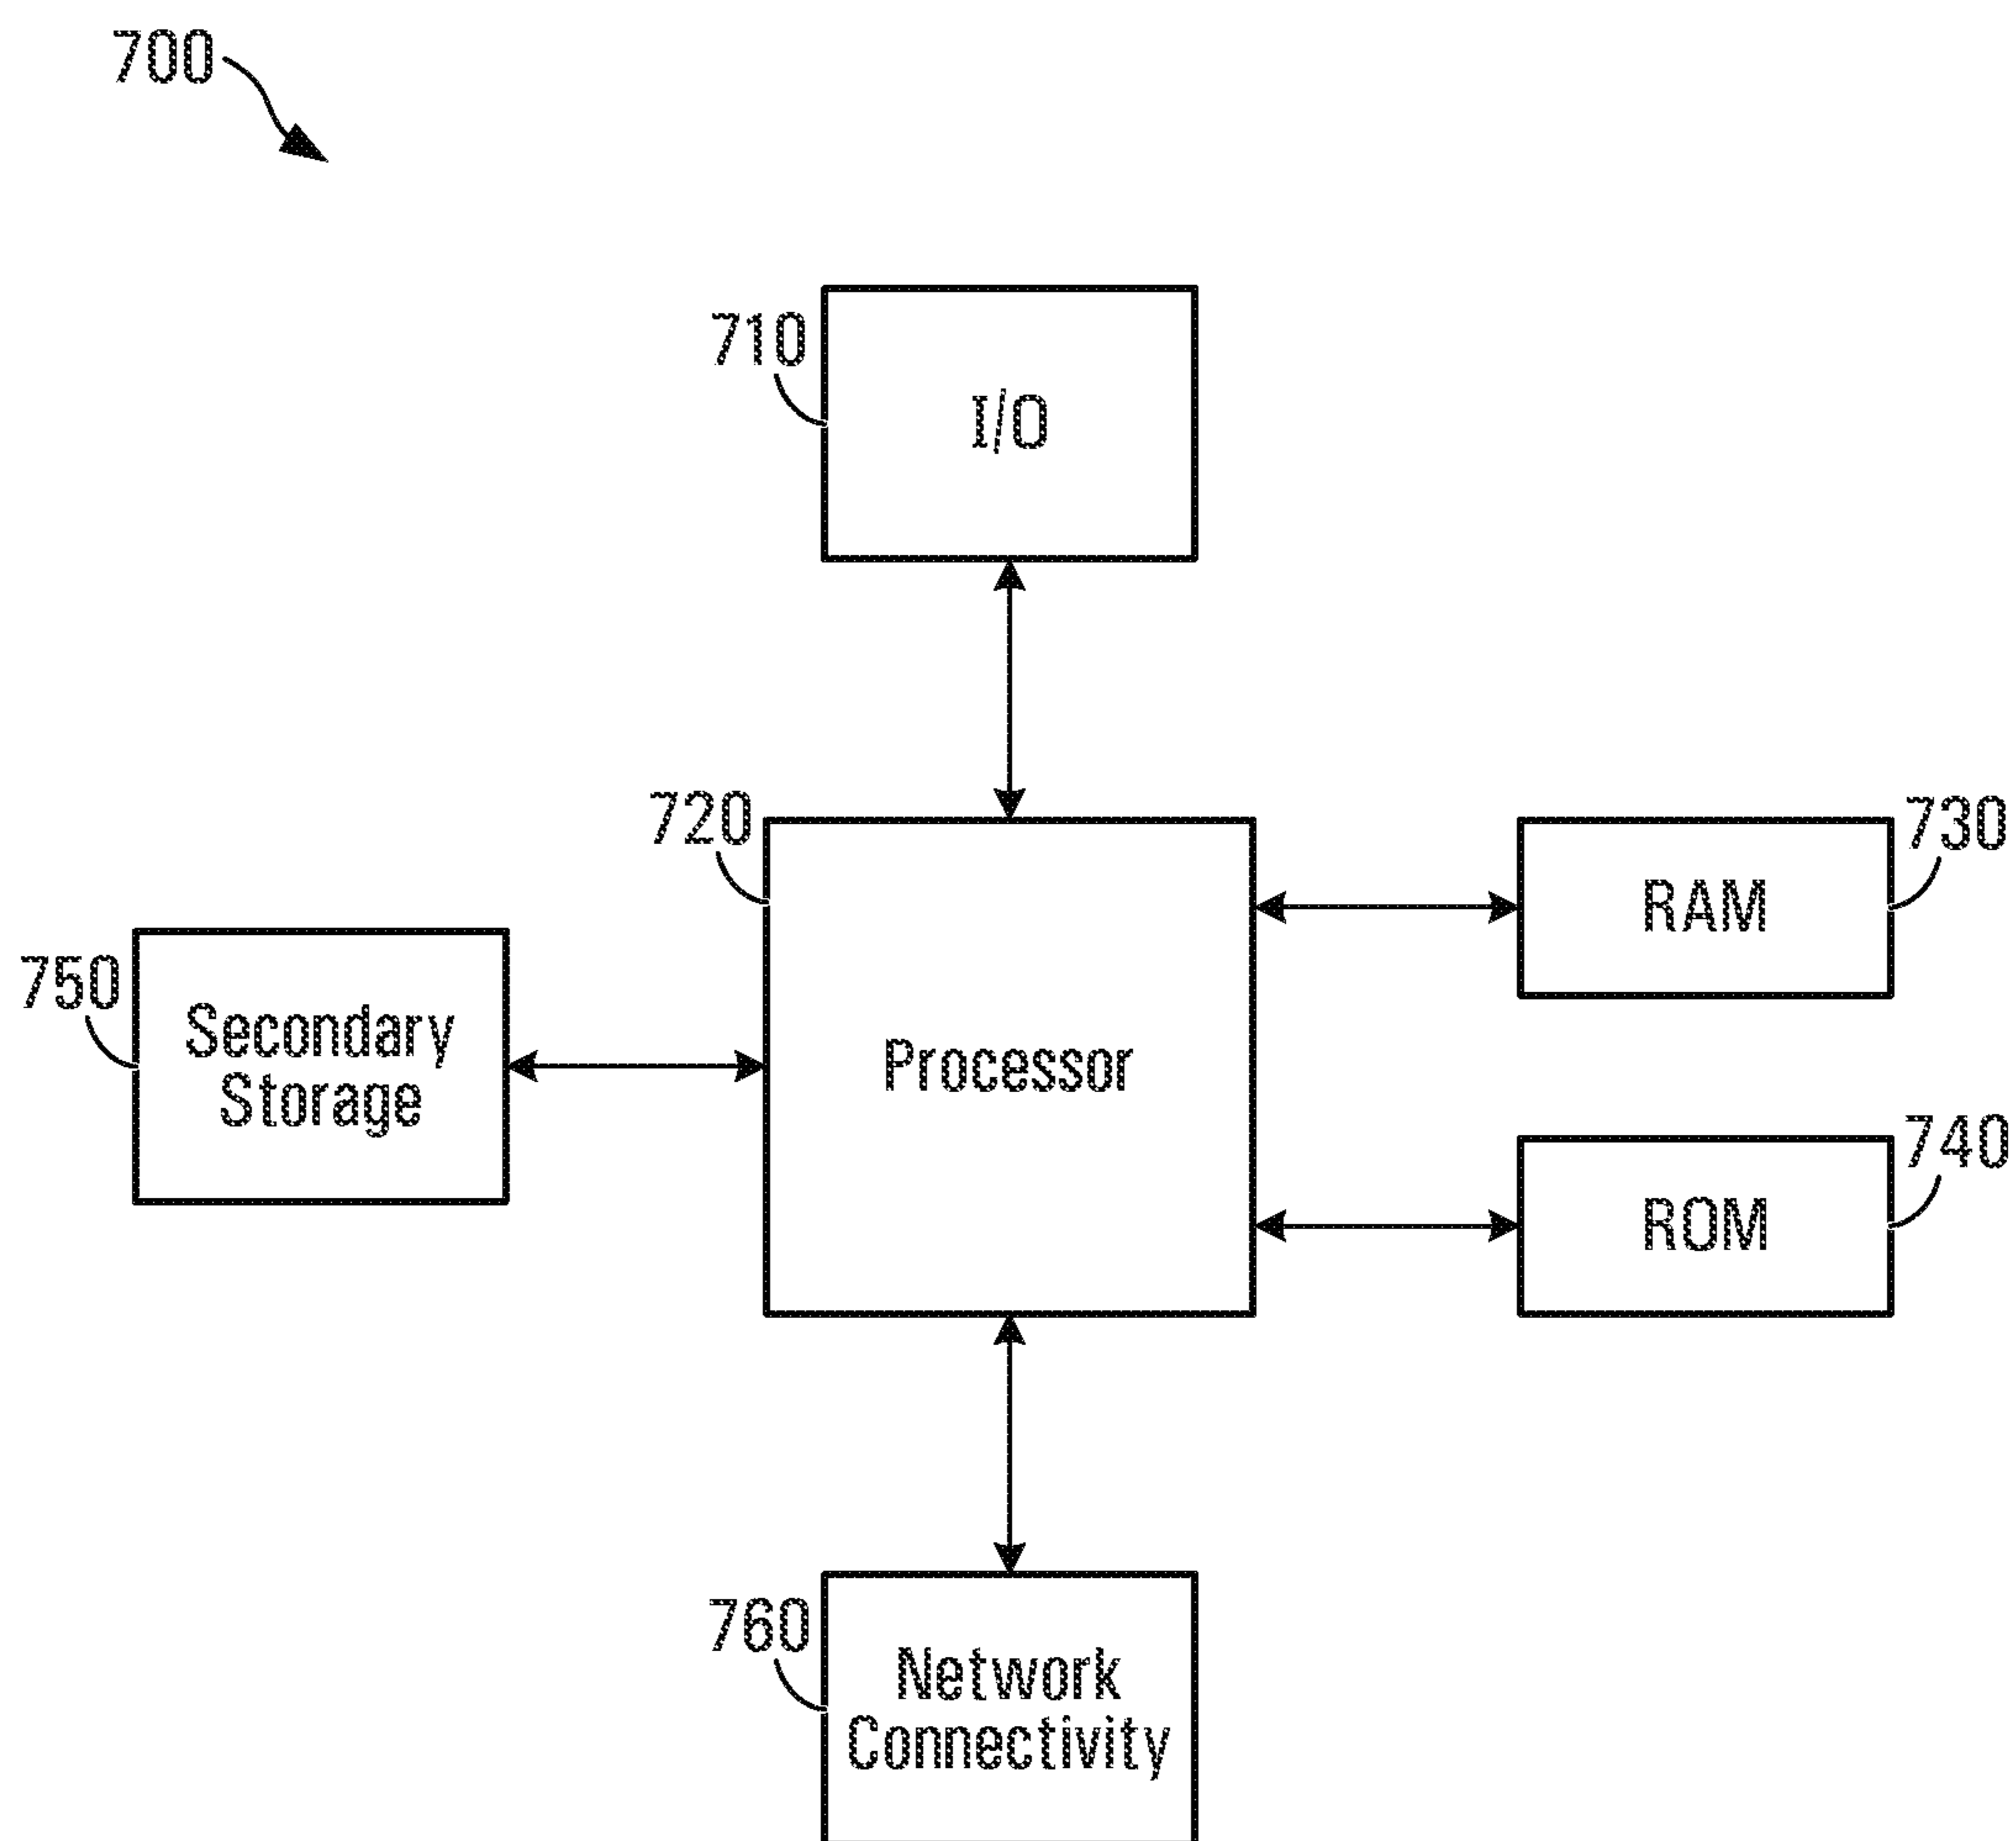 700
710
I/O
720
730
RAM
750
Secondary
Storage
Processor
740
ROM
760
Network
Connectivity